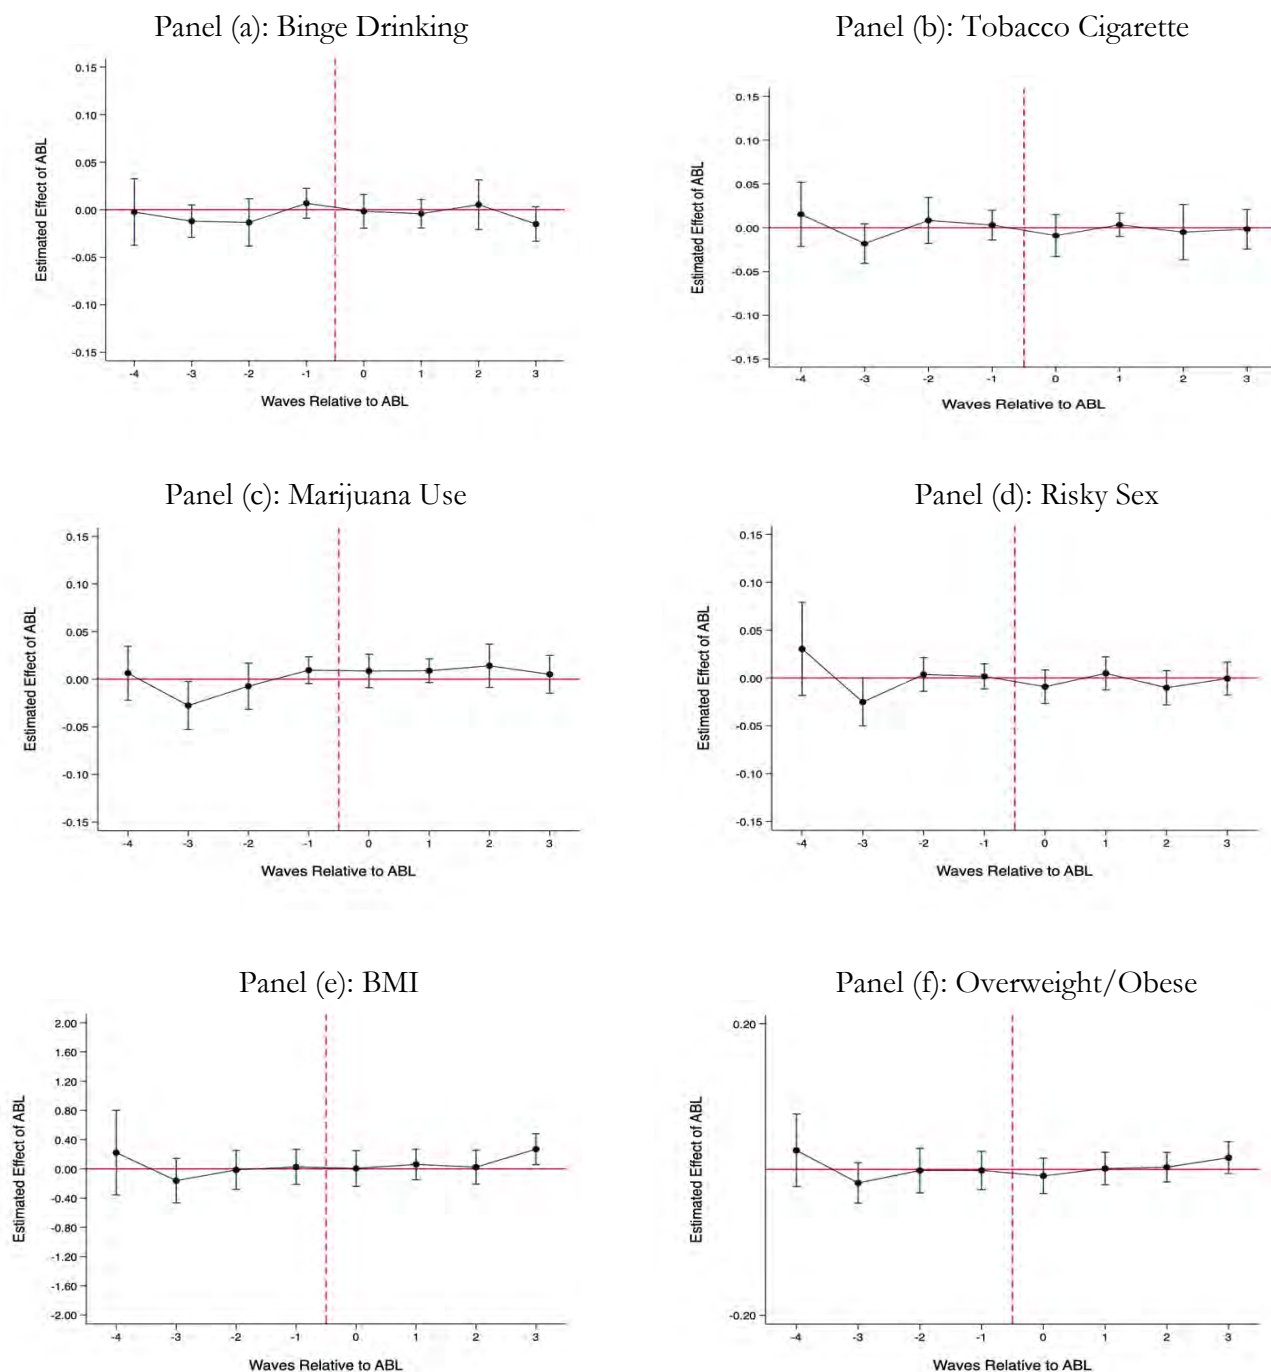 Panel (a): Binge Drinking
0.15
0.10
0.05
0.00
-0.05
-0.10
-0.15
Estimated Effect of ABL
-4 -3 -2 -1 0 1 2 3
Waves Relative to ABL
Panel (b): Tobacco Cigarette
0.15
0.10
0.05
0.00
-0.05
-0.10
-0.15
Estimated Effect of ABL
-4 -3 -2 -1 0 1 2 3
Waves Relative to ABL
Panel (c): Marijuana Use
0.15
0.10
0.05
0.00
-0.05
-0.10
-0.15
Estimated Effect of ABL
-4 -3 -2 -1 0 1 2 3
Waves Relative to ABL
Panel (d): Risky Sex
0.15
0.10
0.05
0.00
-0.05
-0.10
-0.15
Estimated Effect of ABL
-4 -3 -2 -1 0 1 2 3
Waves Relative to ABL
Panel (e): BMI
2.00
1.60
1.20
0.80
0.40
0.00
-0.40
-0.80
-1.20
-1.60
-2.00
Estimated Effect of ABL
-4 -3 -2 -1 0 1 2 3
Waves Relative to ABL
Panel (f): Overweight/Obese
0.20
-0.20
Estimated Effect of ABL
-4 -3 -2 -1 0 1 2 3
Waves Relative to ABL